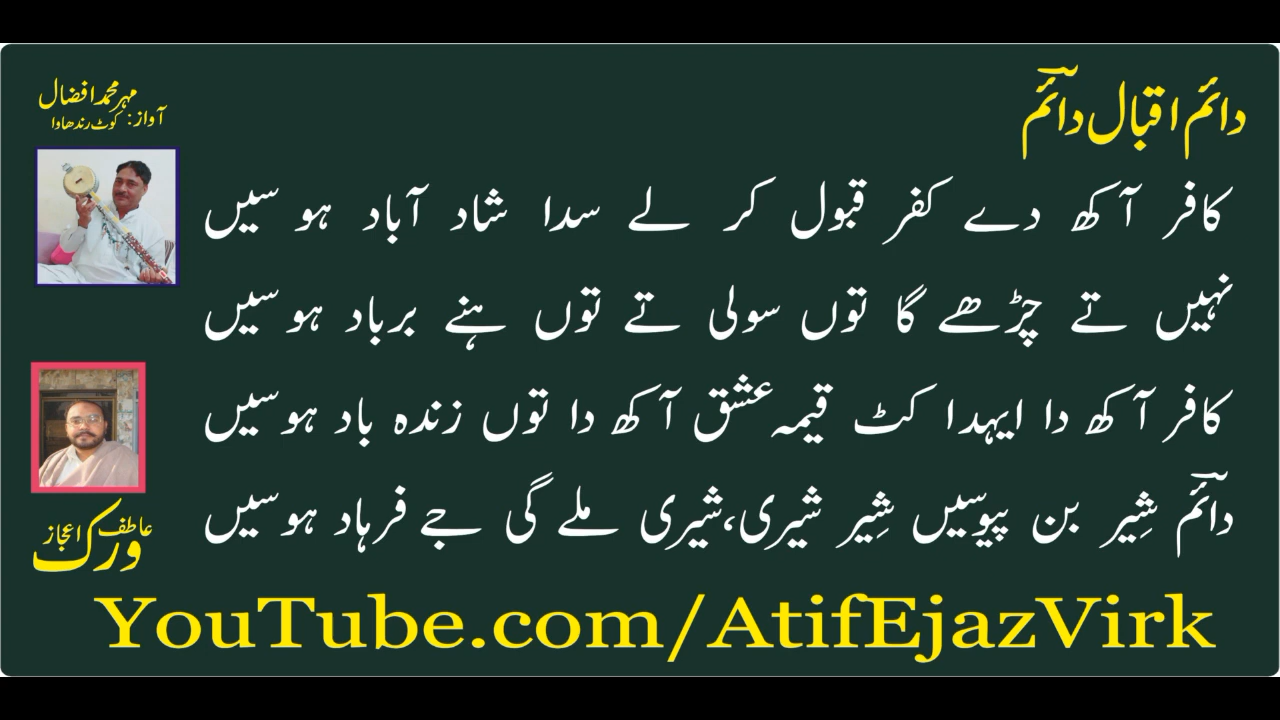 دائم اقبال دائمؔ
مہر محمد افضال
آواز: کوٹ رندھاوا
کافر آکھ دے کفر قبول کر لے سدا شاد آباد ہوسیں
نہیں تے چڑھے گا توں سولی تے توں ہنے برباد ہوسیں
کافر آکھ دا ایہدا کٹ قیمہ عشق آکھ دا توں زندہ باد ہوسیں
دائمؔ شِیر بن پیوسیں شِیر شیری،شیری ملے گی جے فرہاد ہوسیں
عاطف اعجاز
ورک
YouTube.com/AtifEjazVirk